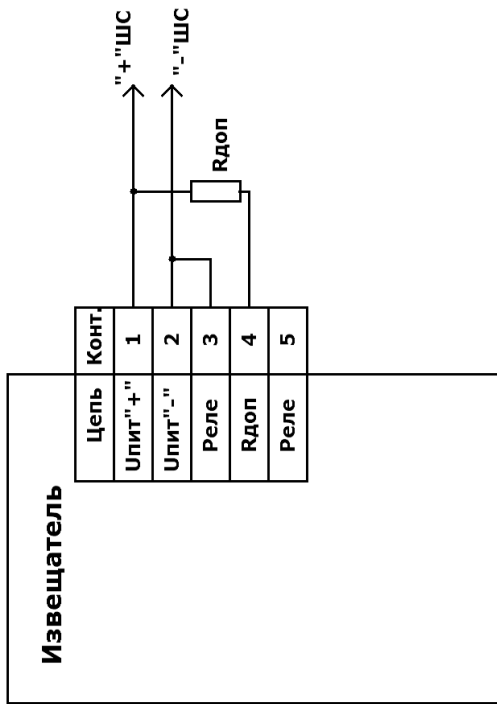 Извещатель
Цепь Конт.
Uпит"+" 1
Uпит"-" 2
Реле 3
Rдоп 4
Реле 5
"+"ШС
"-"ШС
Rдоп